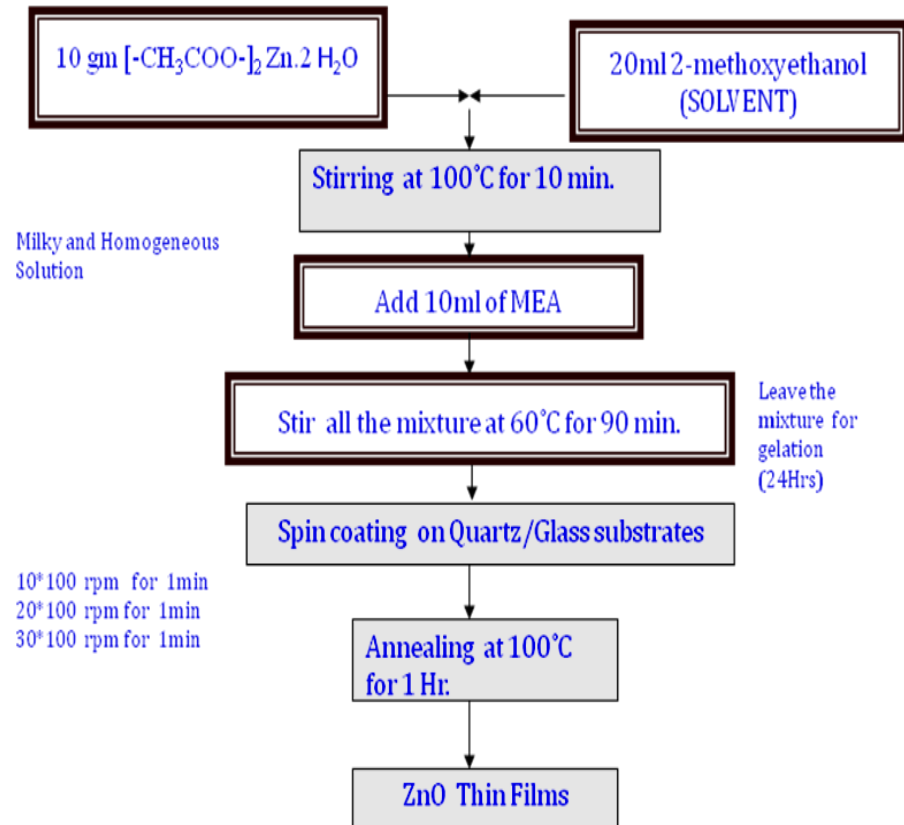 10 gm [-CH₃COO-]₂ Zn.2 H₂O
20ml 2-methoxyethanol
(SOLVENT)
Stirring at 100°C for 10 min.
Milky and Homogeneous
Solution
Add 10ml of MEA
Stir all the mixture at 60°C for 90 min.
Leave the
mixture for
gelation
(24Hrs)
Spin coating on Quartz/Glass substrates
10*100 rpm for 1min
20*100 rpm for 1min
30*100 rpm for 1min
Annealing at 100°C
for 1 Hr.
ZnO Thin Films